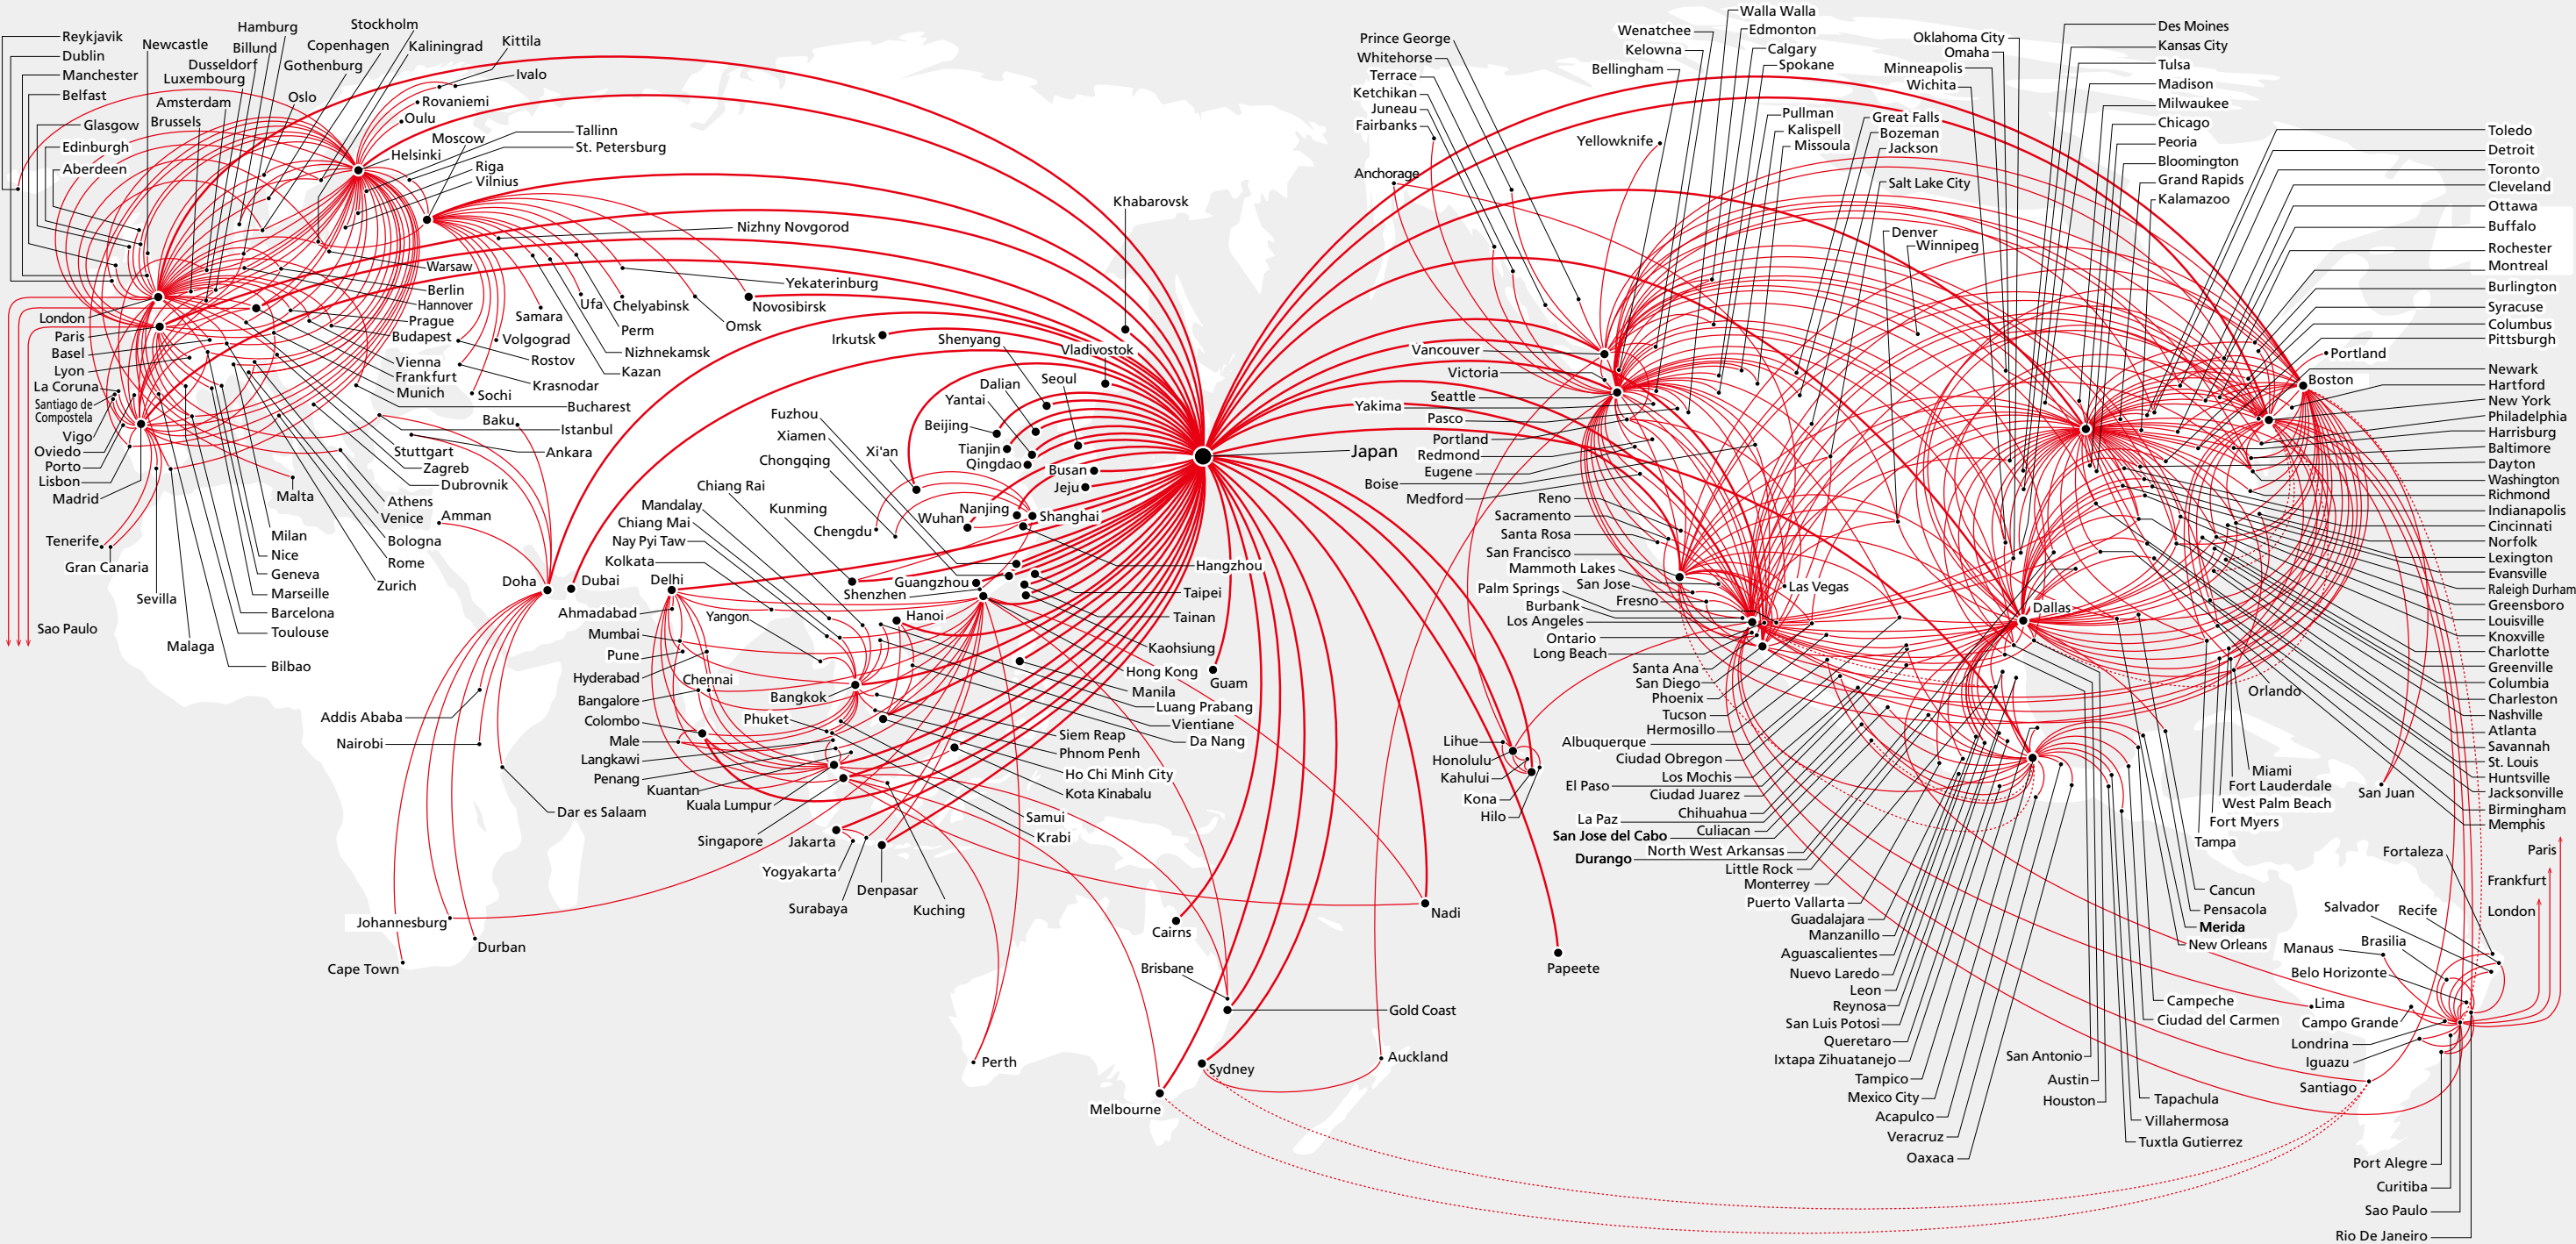 Reykjavik
Dublin
Manchester
Belfast
Glasgow
Edinburgh
Aberdeen
Newcastle
Hamburg
Billund
Dusseldorf
Luxembourg
Amsterdam
Brussels
Stockholm
Copenhagen
Gothenburg
Oslo
Kaliningrad
Kittila
Ivalo
Rovaniemi
Oulu
Moscow
Helsinki
Tallinn
St. Petersburg
Riga
Vilnius
Nizhny Novgorod
Warsaw
Berlin
Hannover
Prague
Budapest
Vienna
Frankfurt
Munich
Yekaterinburg
Ufa
Chelyabinsk
Samara
Perm
Omsk
Novosibirsk
Volgograd
Nizhnekamsk
Rostov
Kazan
Krasnodar
Sochi
Bucharest
Baku
Istanbul
Ankara
Stuttgart
Zagreb
Dubrovnik
London
Paris
Basel
Lyon
La Coruna
Santiago de
Compostela
Vigo
Oviedo
Porto
Lisbon
Madrid
Malta
Athens
Venice
Amman
Milan
Bologna
Nice
Rome
Geneva
Zurich
Marseille
Barcelona
Toulouse
Bilbao
Tenerife
Gran Canaria
Sevilla
Malaga
Sao Paulo
Doha
Dubai
Addis Ababa
Nairobi
Dar es Salaam
Johannesburg
Durban
Cape Town
Khabarovsk
Irkutsk
Shenyang
Vladivostok
Dalian
Seoul
Yantai
Beijing
Tianjin
Qingdao
Busan
Jeju
Fuzhou
Xiamen
Chongqing
Xi'an
Chiang Rai
Mandalay
Kunming
Chiang Mai
Nay Pyi Taw
Kolkata
Chengdu
Wuhan
Nanjing
Shanghai
Hangzhou
Delhi
Guangzhou
Shenzhen
Taipei
Ahmadabad
Yangon
Hanoi
Tainan
Mumbai
Pune
Kaohsiung
Hyderabad
Chennai
Hong Kong
Guam
Bangalore
Bangkok
Manila
Luang Prabang
Colombo
Phuket
Vientiane
Male
Siem Reap
Da Nang
Langkawi
Phnom Penh
Penang
Ho Chi Minh City
Kuantan
Kota Kinabalu
Kuala Lumpur
Samui
Singapore
Jakarta
Krabi
Yogyakarta
Denpasar
Surabaya
Kuching
Cairns
Brisbane
Gold Coast
Perth
Sydney
Melbourne
Auckland
Nadi
Papeete
Japan
Prince George
Whitehorse
Terrace
Ketchikan
Juneau
Fairbanks
Anchorage
Yellowknife
Wenatchee
Kelowna
Bellingham
Walla Walla
Edmonton
Calgary
Spokane
Pullman
Kalispell
Missoula
Great Falls
Bozeman
Jackson
Salt Lake City
Denver
Winnipeg
Oklahoma City
Omaha
Minneapolis
Wichita
Des Moines
Kansas City
Tulsa
Madison
Milwaukee
Chicago
Peoria
Bloomington
Grand Rapids
Kalamazoo
Toledo
Detroit
Toronto
Cleveland
Ottawa
Buffalo
Rochester
Montreal
Burlington
Syracuse
Columbus
Pittsburgh
Portland
Boston
Newark
Hartford
New York
Philadelphia
Harrisburg
Baltimore
Dayton
Washington
Richmond
Indianapolis
Cincinnati
Norfolk
Lexington
Evansville
Raleigh Durham
Greensboro
Louisville
Knoxville
Charlotte
Greenville
Columbia
Charleston
Nashville
Atlanta
Savannah
St. Louis
Huntsville
Jacksonville
Birmingham
Memphis
Vancouver
Victoria
Seattle
Yakima
Pasco
Portland
Redmond
Eugene
Boise
Medford
Reno
Sacramento
Santa Rosa
San Francisco
Mammoth Lakes
San Jose
Palm Springs
Fresno
Las Vegas
Burbank
Los Angeles
Ontario
Long Beach
Dallas
Santa Ana
San Diego
Phoenix
Tucson
Hermosillo
Albuquerque
Ciudad Obregon
Los Mochis
El Paso
Ciudad Juarez
Chihuahua
La Paz
Culiacan
San Jose del Cabo
North West Arkansas
Durango
Little Rock
Monterrey
Puerto Vallarta
Guadalajara
Manzanillo
Aguascalientes
Nuevo Laredo
Leon
Reynosa
San Luis Potosi
Queretaro
Ixtapa Zihuatanejo
Tampico
Mexico City
Acapulco
Veracruz
Oaxaca
Lihue
Honolulu
Kahului
Kona
Hilo
Orlando
Miami
Fort Lauderdale
West Palm Beach
Fort Myers
Tampa
San Juan
Cancun
Pensacola
Merida
New Orleans
Campeche
Ciudad del Carmen
San Antonio
Austin
Houston
Tapachula
Villahermosa
Tuxtla Gutierrez
Fortaleza
Paris
Frankfurt
London
Salvador
Recife
Manaus
Brasilia
Belo Horizonte
Lima
Campo Grande
Londrina
Iguazu
Santiago
Port Alegre
Curitiba
Sao Paulo
Rio De Janeiro